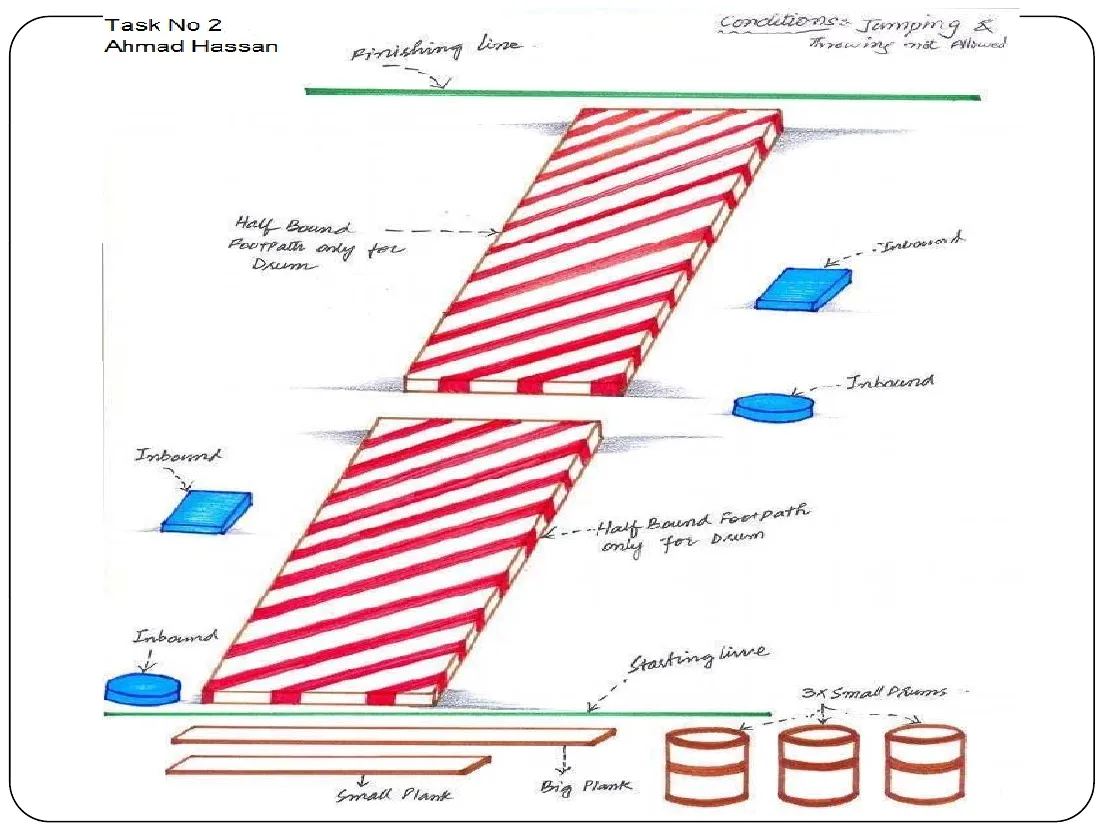 Task No 2
Ahmad Hassan
Conditions= Jumping &
Throwing not Allowed
Finishing line
Half Bound
Footpath only for
Drum
Inbound
Inbound
Inbound
Half Bound Footpath
only for Drum
Inbound
Starting line
3x Small Drums
Small Plank
Big Plank